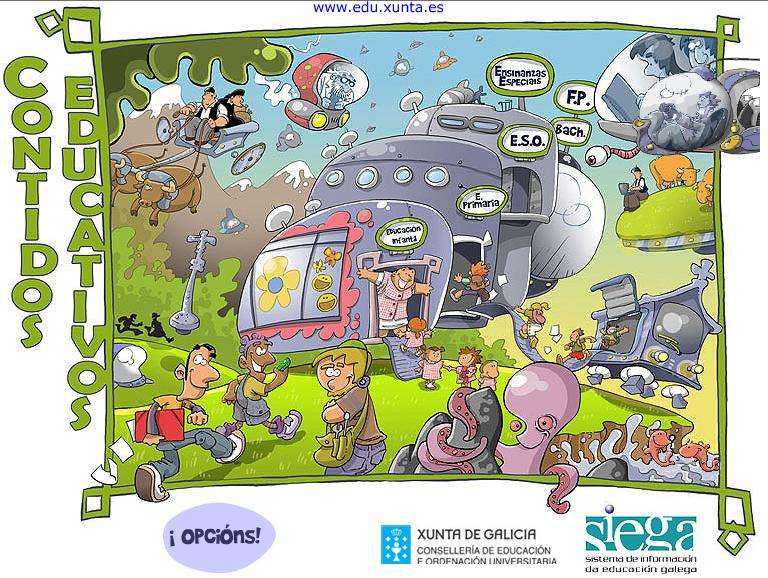 www.edu.xunta.es
CONTIDOS
EDUCATIVOS
Ensinanzas
Especiais
F.P.
E.S.O.
Bach.
E.
Primaria
Educación
Infantil
¡ OPCIÓNS!
XUNTA DE GALICIA
CONSELLERÍA DE EDUCACIÓN
E ORDENACIÓN UNIVERSITARIA
siega
sistema de información
da educación galega